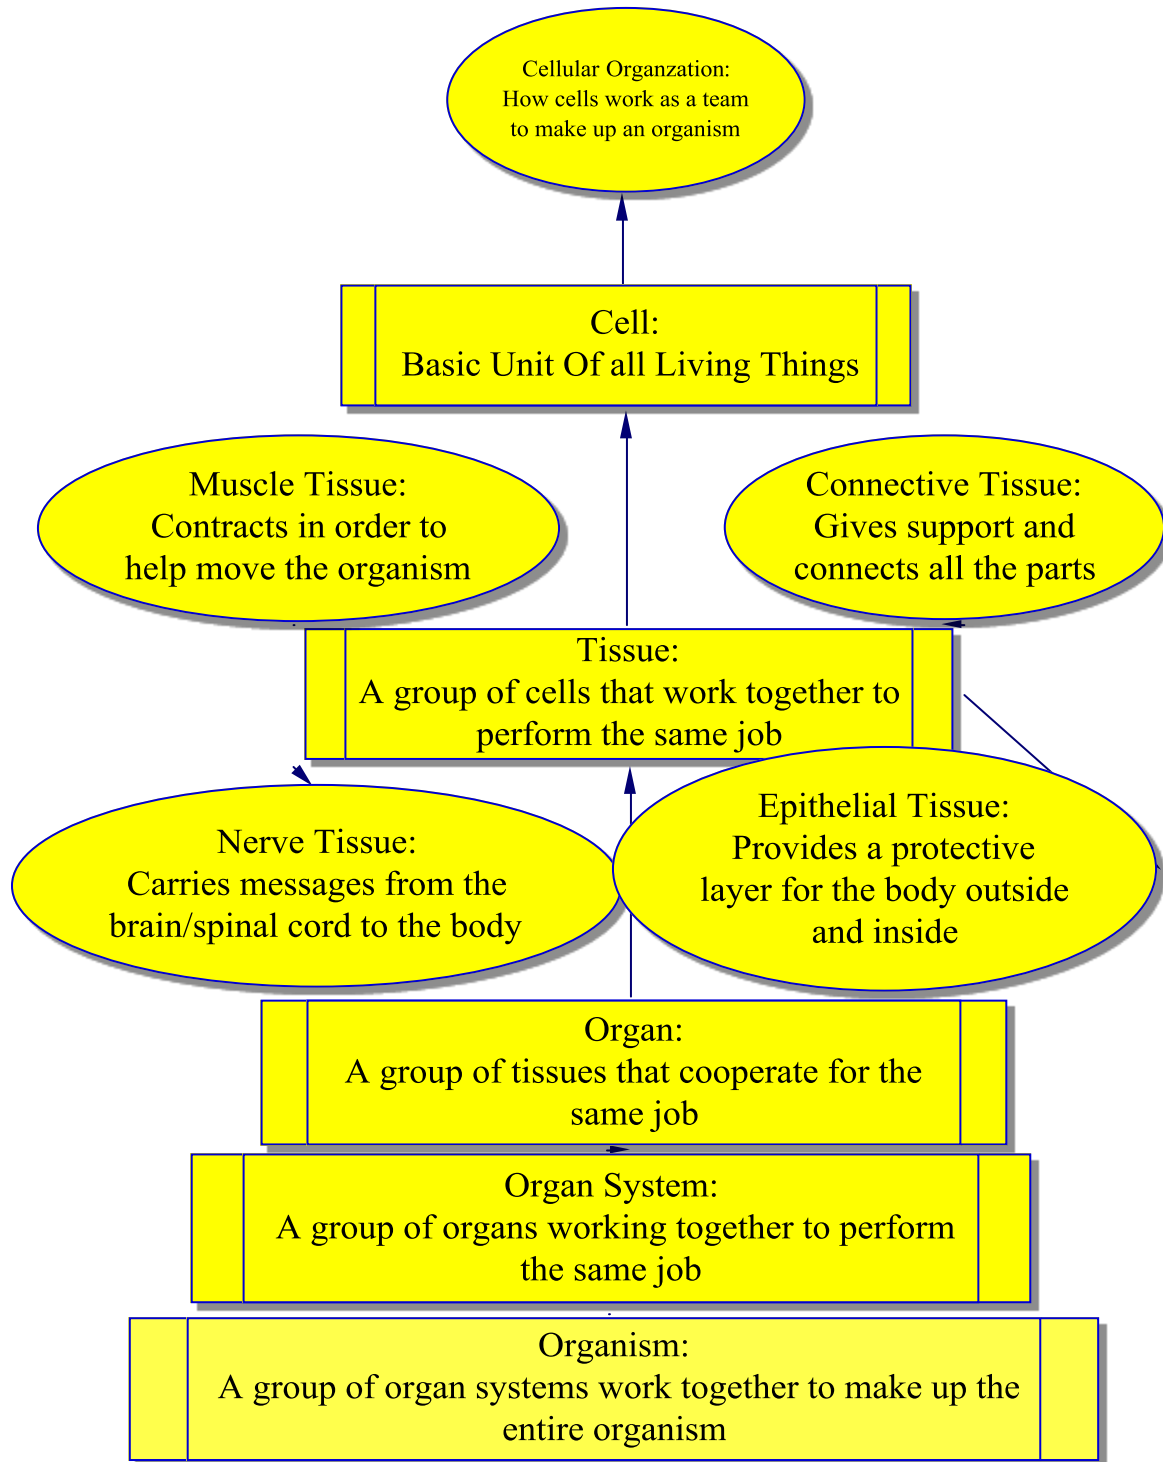 Cellular Organzation:
How cells work as a team
to make up an organism
Cell:
Basic Unit Of all Living Things
Muscle Tissue:
Contracts in order to
help move the organism
Connective Tissue:
Gives support and
connects all the parts
Tissue:
A group of cells that work together to
perform the same job
Nerve Tissue:
Carries messages from the
brain/spinal cord to the body
Epithelial Tissue:
Provides a protective
layer for the body outside
and inside
Organ:
A group of tissues that cooperate for the
same job
Organ System:
A group of organs working together to perform
the same job
Organism:
A group of organ systems work together to make up the
entire organism